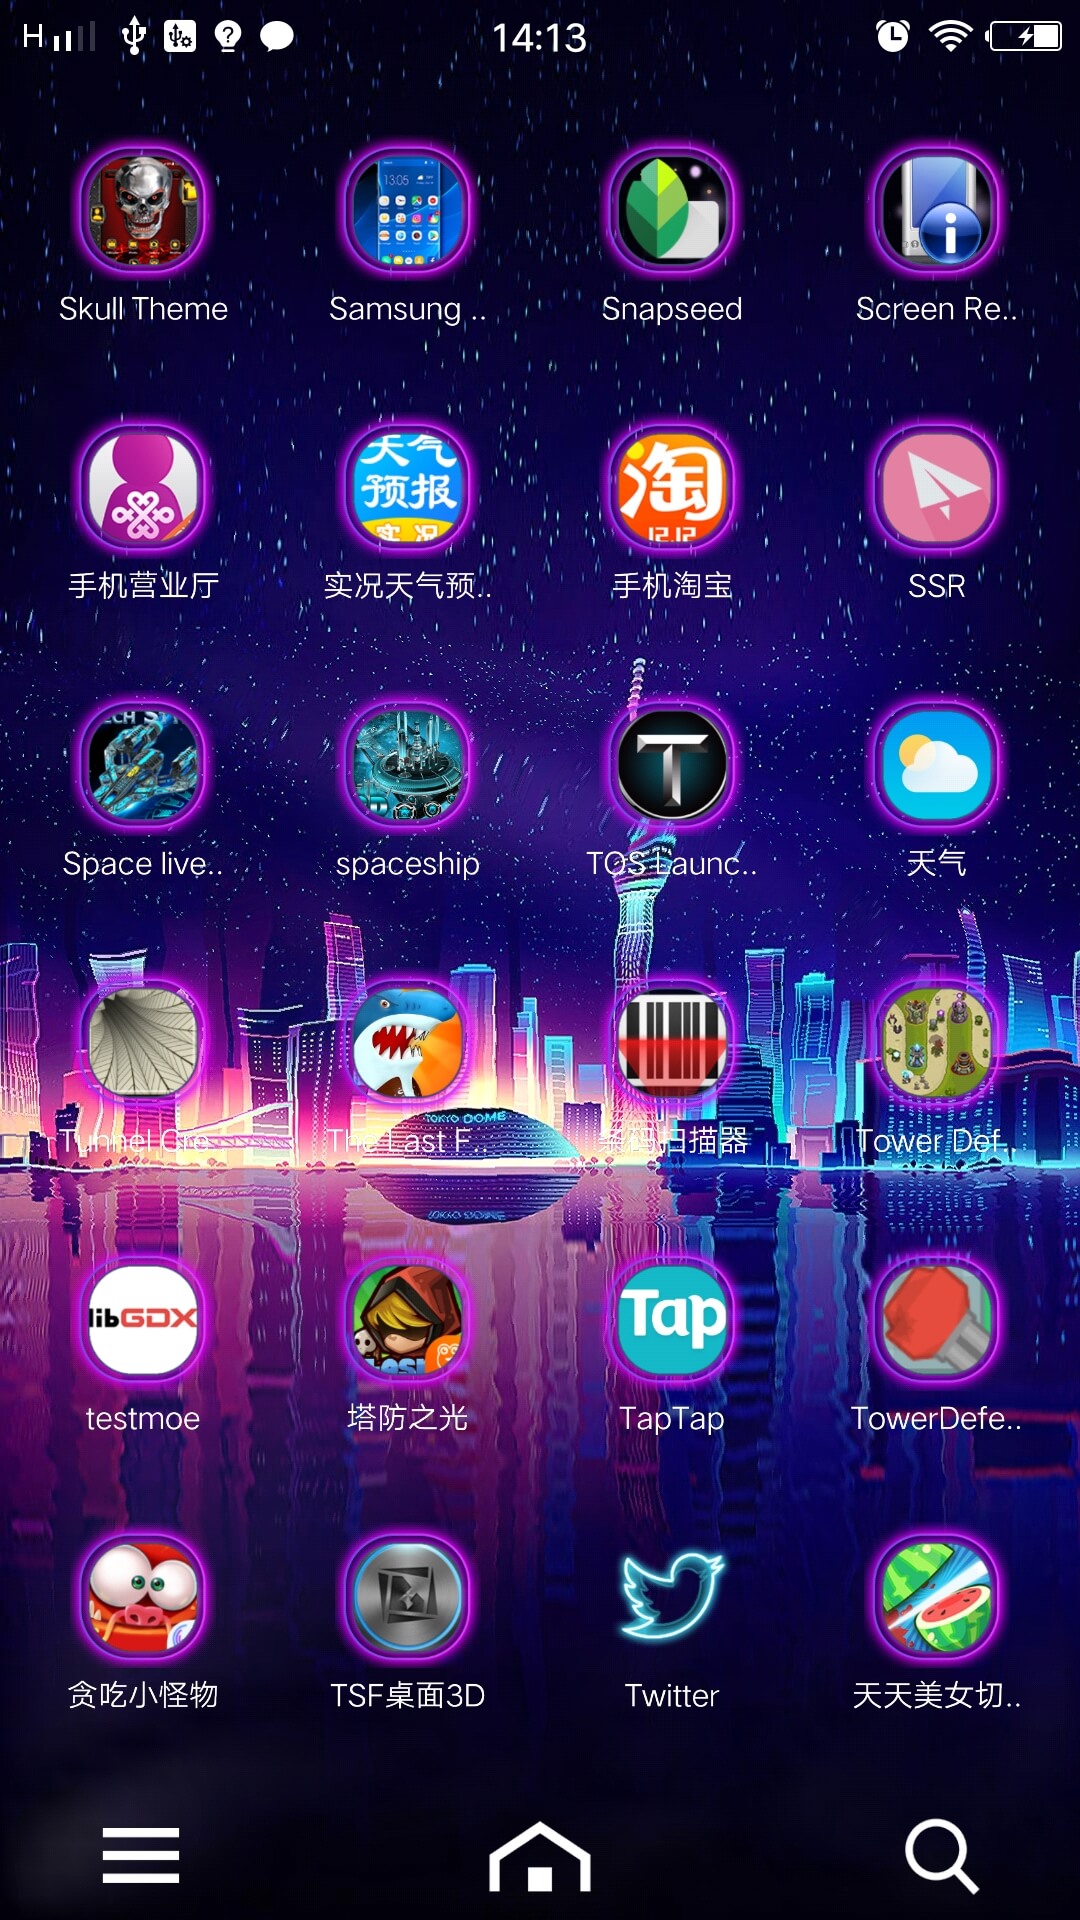 H 14:13
13:05
Skull Theme Samsung .. Snapseed Screen Re..
天气
预报
实 况
淘
12.12
手机营业厅 实况天气预.. 手机淘宝 SSR
T
Space live.. spaceship TOS Launc.. 天气
Tunnel Cre.. The Last F.. 条码扫描器 Tower Def..
TOKYO DOME
libGDX
Tap
testmoe 塔防之光 TapTap TowerDefe..
贪吃小怪物 TSF桌面3D Twitter 天天美女切..